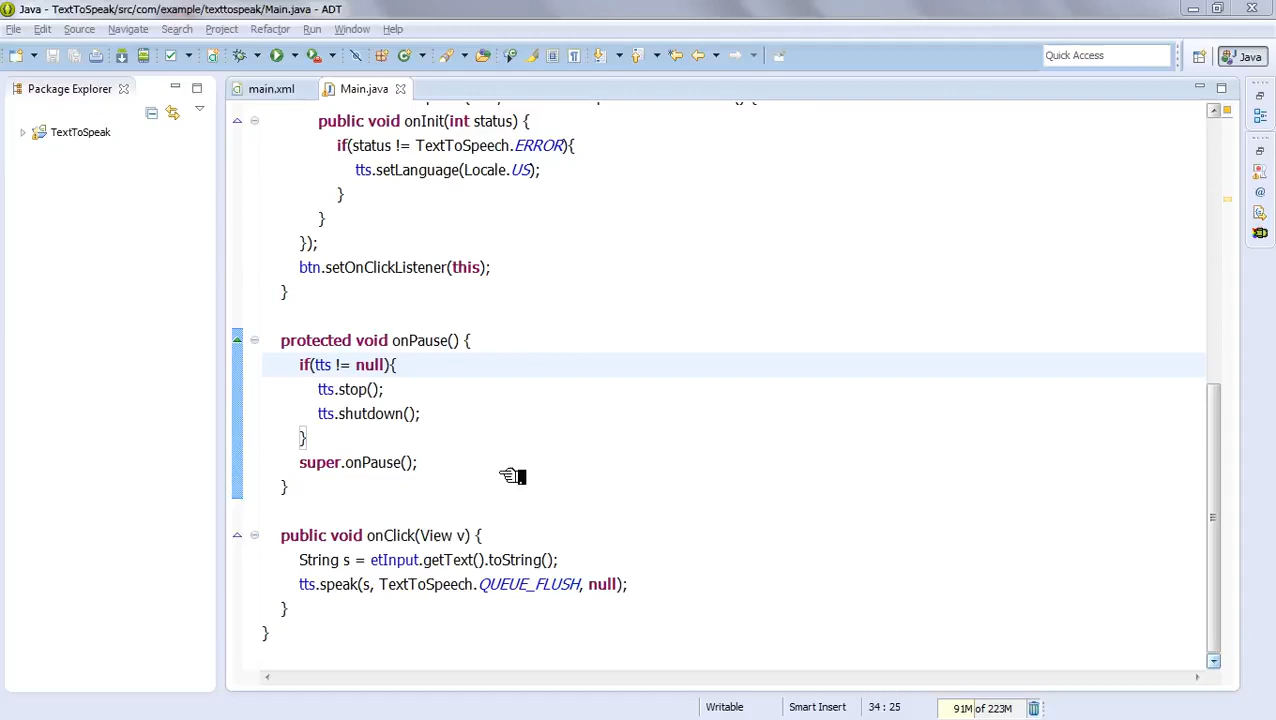 Java - TextToSpeak/src/com/example/texttospeak/Main.java - ADT
File Edit Source Navigate Search Project Refactor Run Window Help
Quick Access
Java
Package Explorer
main.xml
Main.java
TextToSpeak
public void onInit(int status) {
if(status != TextToSpeech.ERROR){
tts.setLanguage(Locale.US);
}
}
});
btn.setOnClickListener(this);
}
protected void onPause() {
if(tts != null){
tts.stop();
tts.shutdown();
}
super.onPause();
}
public void onClick(View v) {
String s = etInput.getText().toString();
tts.speak(s, TextToSpeech.QUEUE_FLUSH, null);
}
}
Writable Smart Insert 34 : 25 91M of 223M